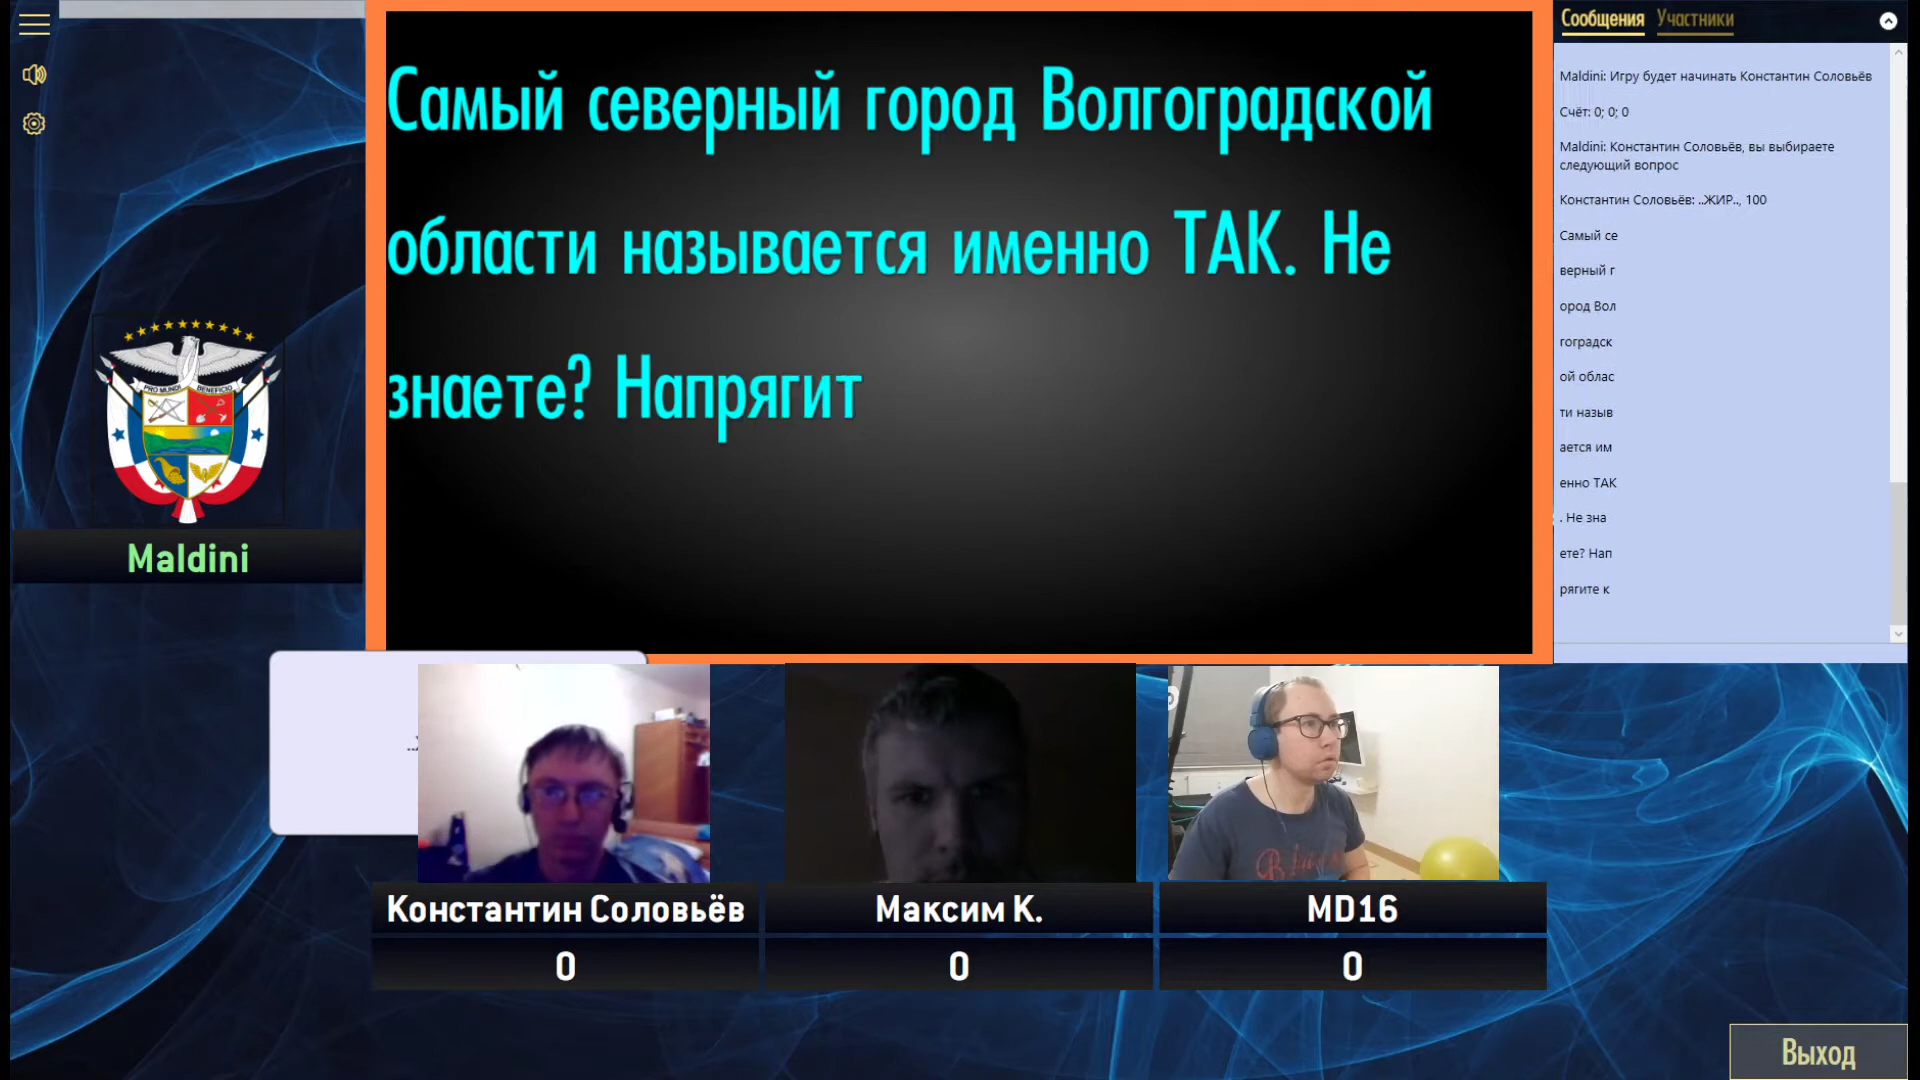 Самый северный город Волгоградской
области называется именно ТАК. Не
знаете? Напрягит
Сообщения Участники
Maldini: Игру будет начинать Константин Соловьёв
Счёт: 0; 0; 0
Maldini: Константин Соловьёв, вы выбираете
следующий вопрос
Константин Соловьёв: ..ЖИР.., 100
Самый се
верный г
ород Вол
гоградск
ой облас
ти назыв
ается им
енно ТАК
. Не зна
ете? Нап
рягите к
PRO MUNDI BENEFICIO
Maldini
Константин Соловьёв
Максим К.
MD16
0
0
0
Выход